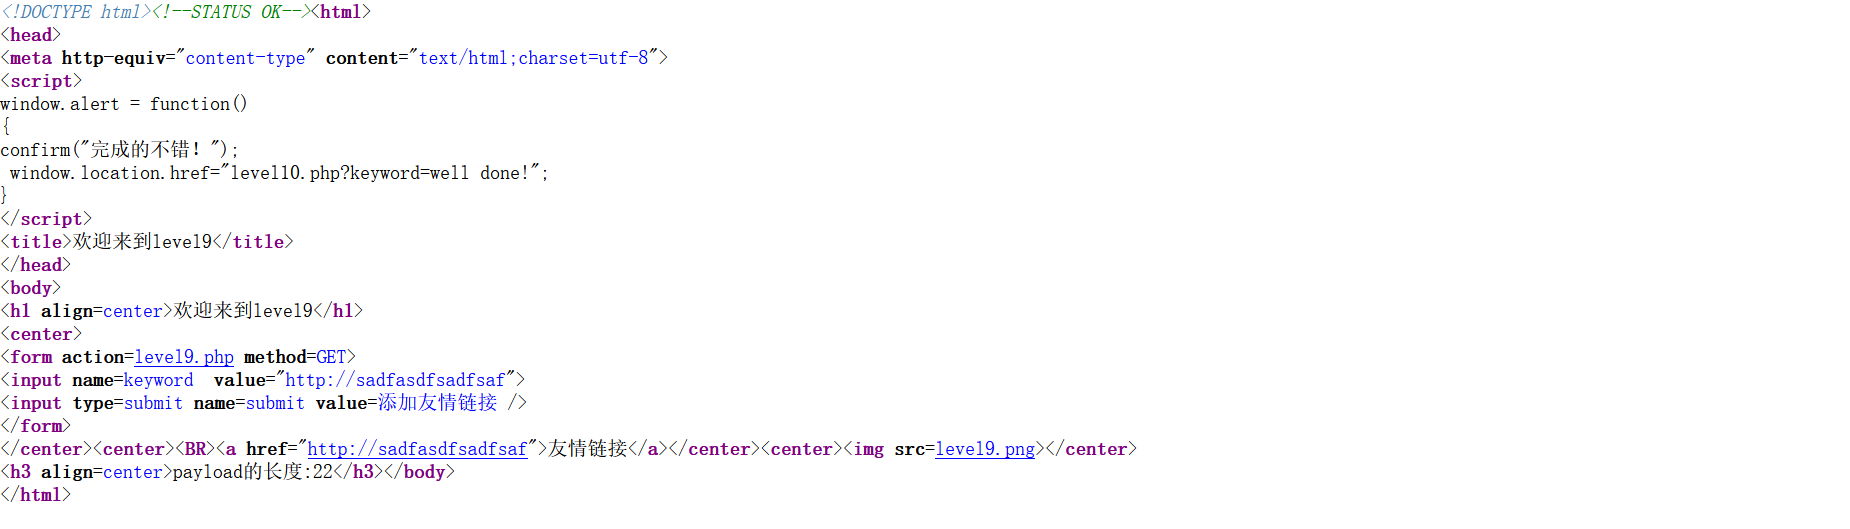 <!DOCTYPE html><!--STATUS OK--><html>
<head>
<meta http-equiv="content-type" content="text/html;charset=utf-8">
<script>
window.alert = function()
{
confirm("完成的不错！");
 window.location.href="level10.php?keyword=well done!";
}
</script>
<title>欢迎来到level9</title>
</head>
<body>
<h1 align=center>欢迎来到level9</h1>
<center>
<form action=level9.php method=GET>
<input name=keyword  value="http://sadfasdfsadfsaf">
<input type=submit name=submit value=添加友情链接 />
</form>
</center><center><BR><a href="http://sadfasdfsadfsaf">友情链接</a></center><center><img src=level9.png></center>
<h3 align=center>payload的长度:22</h3></body>
</html>